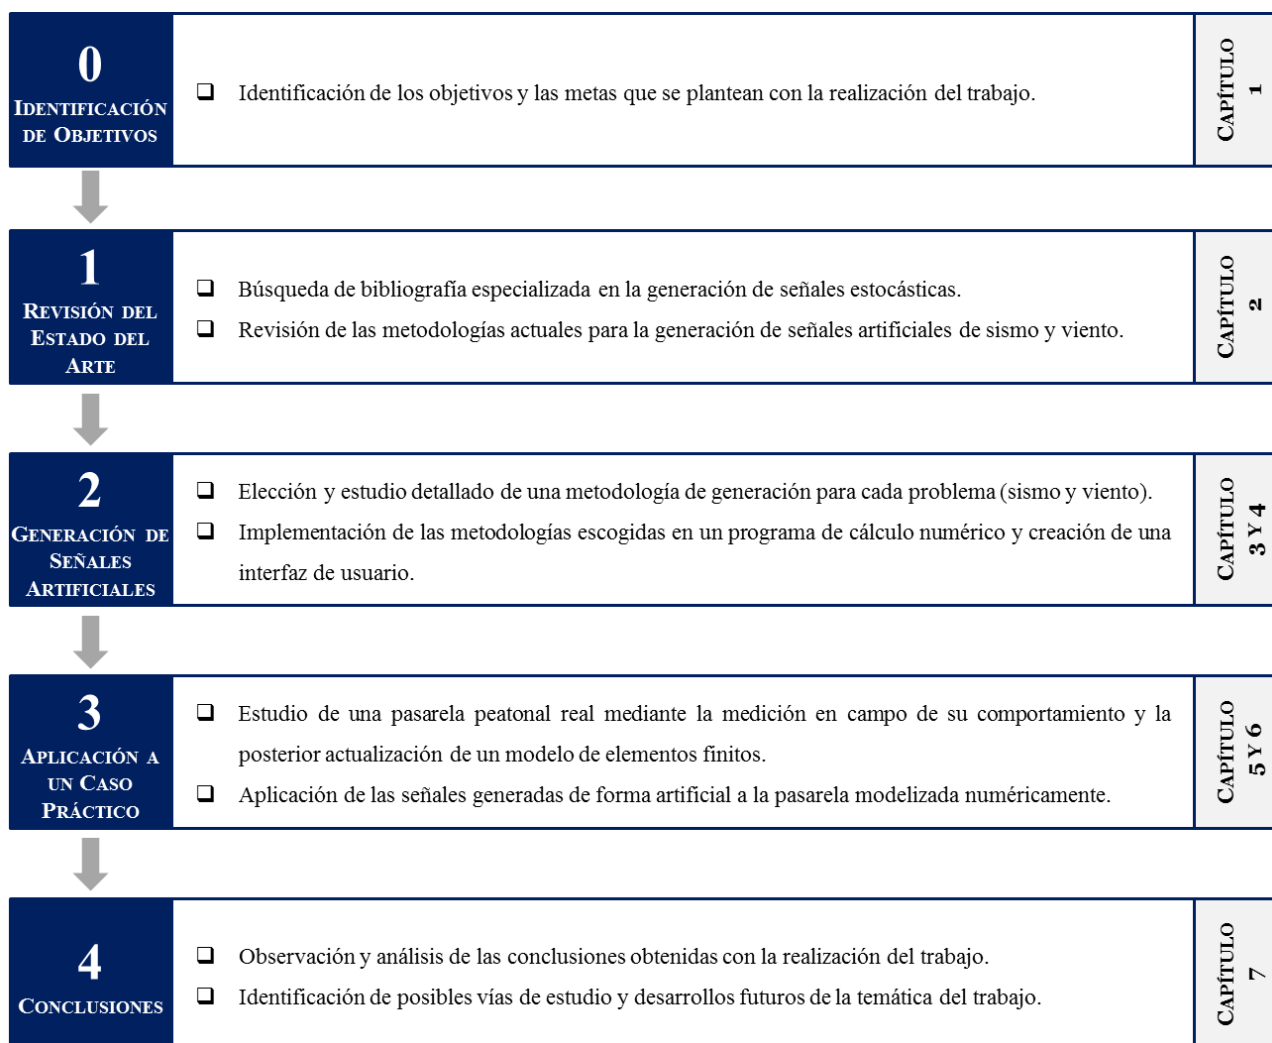 0
IDENTIFICACIÓN
DE OBJETIVOS
Identificación de los objetivos y las metas que se plantean con la realización del trabajo.
CAPÍTULO
1
1
REVISIÓN DEL
ESTADO DEL
ARTE
Búsqueda de bibliografía especializada en la generación de señales estocásticas.
Revisión de las metodologías actuales para la generación de señales artificiales de sismo y viento.
CAPÍTULO
2
2
GENERACIÓN DE
SEÑALES
ARTIFICIALES
Elección y estudio detallado de una metodología de generación para cada problema (sismo y viento).
Implementación de las metodologías escogidas en un programa de cálculo numérico y creación de una
interfaz de usuario.
CAPÍTULO
3 Y 4
3
APLICACIÓN A
UN CASO
PRÁCTICO
Estudio de una pasarela peatonal real mediante la medición en campo de su comportamiento y la
posterior actualización de un modelo de elementos finitos.
Aplicación de las señales generadas de forma artificial a la pasarela modelizada numéricamente.
CAPÍTULO
5 Y 6
4
CONCLUSIONES
Observación y análisis de las conclusiones obtenidas con la realización del trabajo.
Identificación de posibles vías de estudio y desarrollos futuros de la temática del trabajo.
CAPÍTULO
7